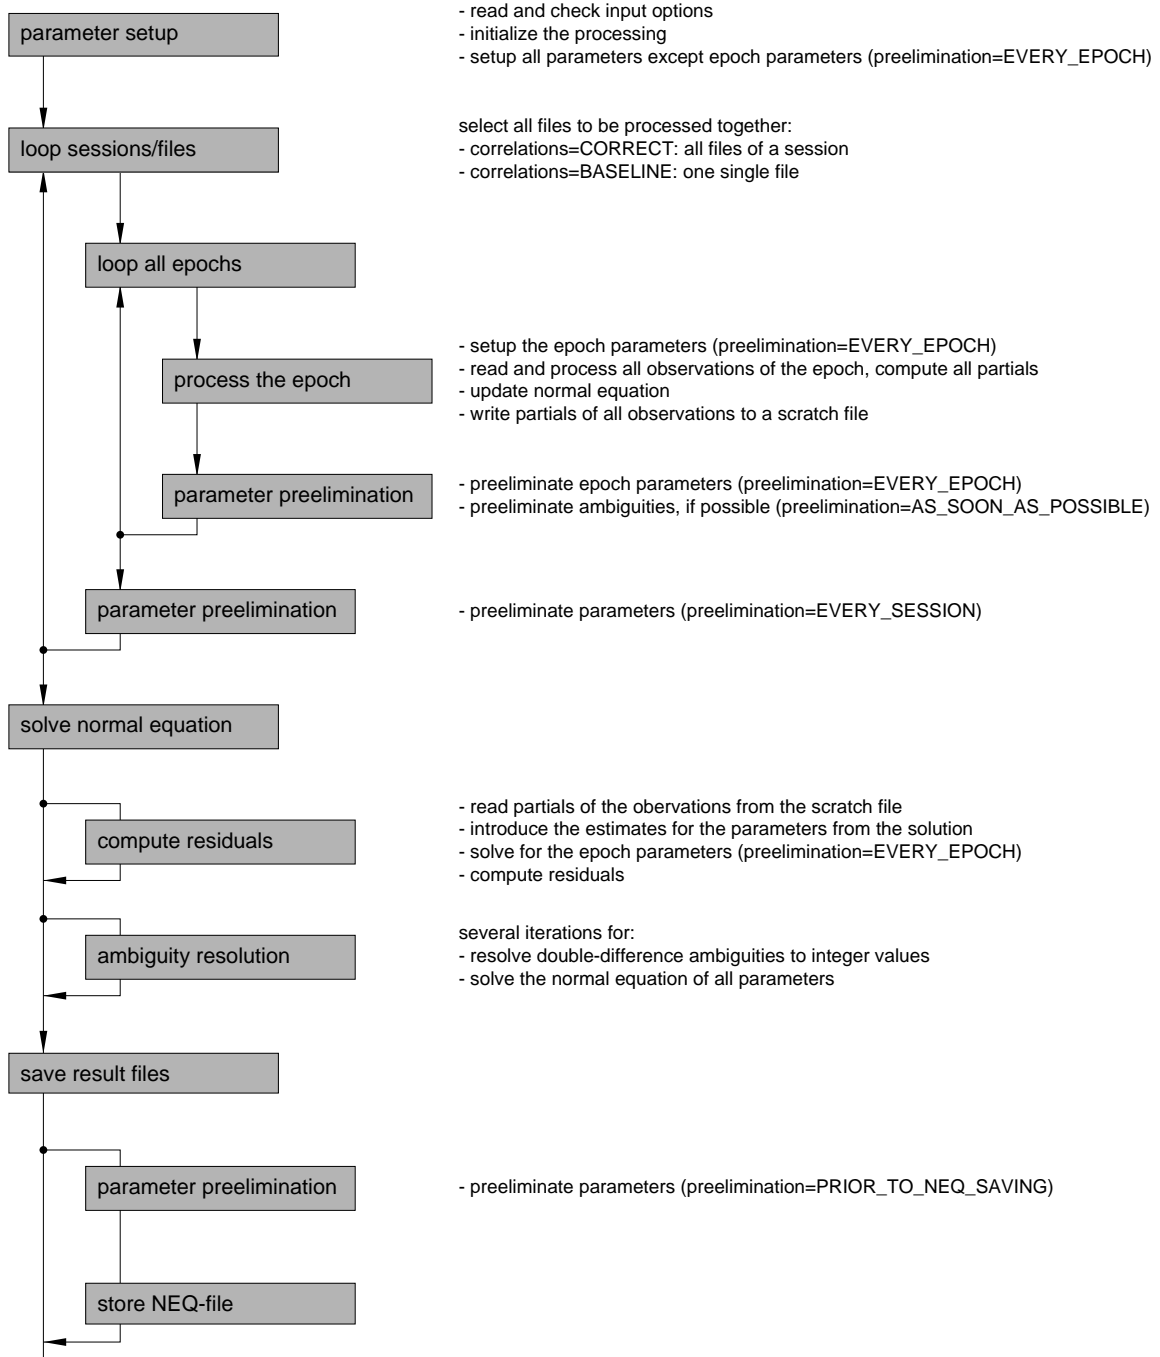 parameter setup
- read and check input options
- initialize the processing
- setup all parameters except epoch parameters (preelimination=EVERY_EPOCH)
loop sessions/files
select all files to be processed together:
- correlations=CORRECT: all files of a session
- correlations=BASELINE: one single file
loop all epochs
process the epoch
- setup the epoch parameters (preelimination=EVERY_EPOCH)
- read and process all observations of the epoch, compute all partials
- update normal equation
- write partials of all observations to a scratch file
parameter preelimination
- preeliminate epoch parameters (preelimination=EVERY_EPOCH)
- preeliminate ambiguities, if possible (preelimination=AS_SOON_AS_POSSIBLE)
parameter preelimination
- preeliminate parameters (preelimination=EVERY_SESSION)
solve normal equation
compute residuals
- read partials of the obervations from the scratch file
- introduce the estimates for the parameters from the solution
- solve for the epoch parameters (preelimination=EVERY_EPOCH)
- compute residuals
ambiguity resolution
several iterations for:
- resolve double-difference ambiguities to integer values
- solve the normal equation of all parameters
save result files
parameter preelimination
- preeliminate parameters (preelimination=PRIOR_TO_NEQ_SAVING)
store NEQ-file